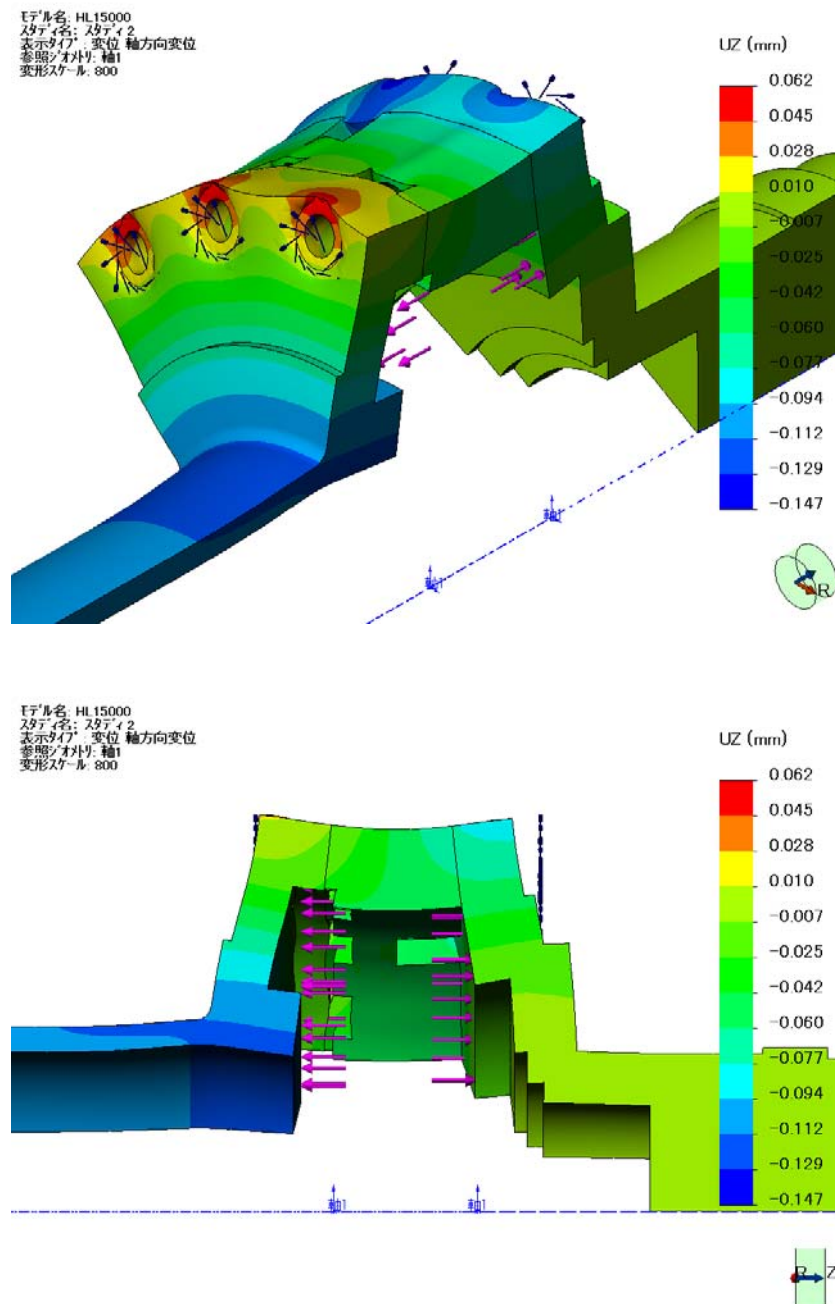 モデル名: HL15000
スタディ名: スタディ 2
表示タイプ: 変位 軸方向変位
参照ジオメトリ: 軸1
変形スケール: 800
UZ (mm)
0.062
0.045
0.028
0.010
-0.007
-0.025
-0.042
-0.060
-0.077
-0.094
-0.112
-0.129
-0.147
軸1
軸1
R
モデル名: HL15000
スタディ名: スタディ 2
表示タイプ: 変位 軸方向変位
参照ジオメトリ: 軸1
変形スケール: 800
UZ (mm)
0.062
0.045
0.028
0.010
-0.007
-0.025
-0.042
-0.060
-0.077
-0.094
-0.112
-0.129
-0.147
軸1 軸1
R Z